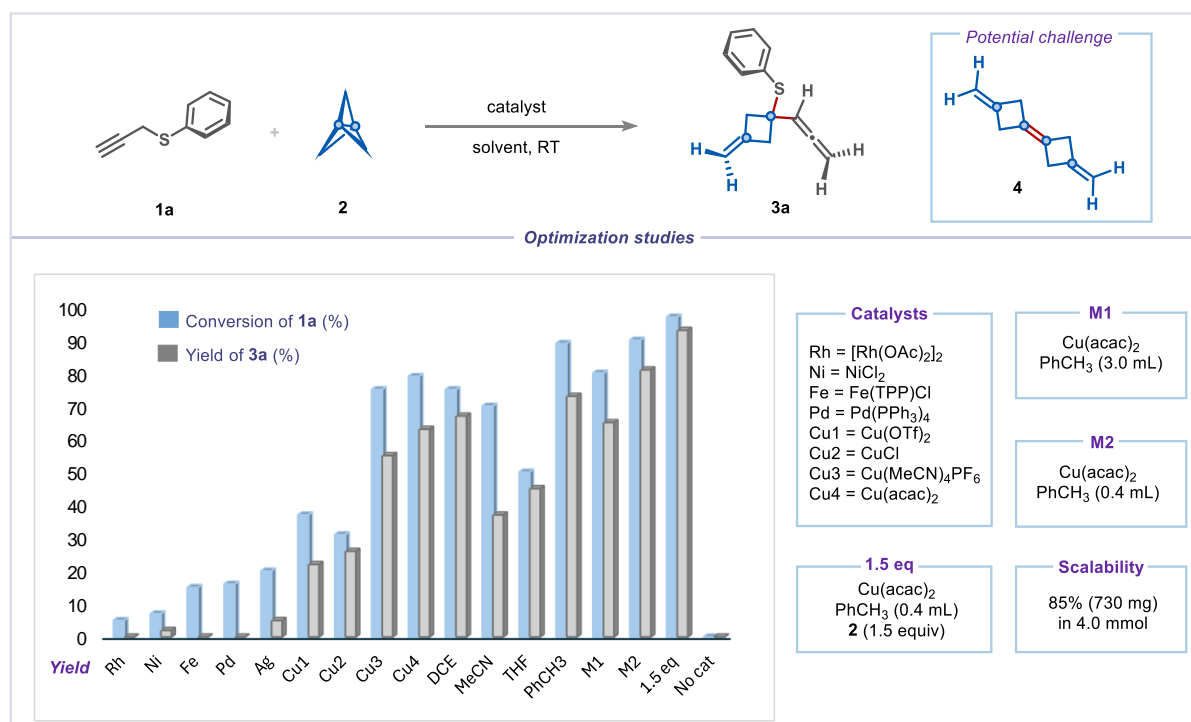 Potential challenge
S
+
catalyst
solvent, RT
S
H
H
H
H
H
H
H
H
H
1a
2
3a
4
Optimization studies
100
90
80
70
60
50
40
30
20
10
0
Conversion of 1a (%)
Yield of 3a (%)
Yield
Rh
Ni
Fe
Pd
Ag
Cu1
Cu2
Cu3
Cu4
DCE
MeCN
THF
PhCH3
M1
M2
1.5 eq
No cat
Catalysts
Rh = [Rh(OAc)₂]₂
Ni = NiCl₂
Fe = Fe(TPP)Cl
Pd = Pd(PPh₃)₄
Cu1 = Cu(OTf)₂
Cu2 = CuCl
Cu3 = Cu(MeCN)₄PF₆
Cu4 = Cu(acac)₂
M1
Cu(acac)₂
PhCH₃ (3.0 mL)
M2
Cu(acac)₂
PhCH₃ (0.4 mL)
1.5 eq
Cu(acac)₂
PhCH₃ (0.4 mL)
2 (1.5 equiv)
Scalability
85% (730 mg)
in 4.0 mmol